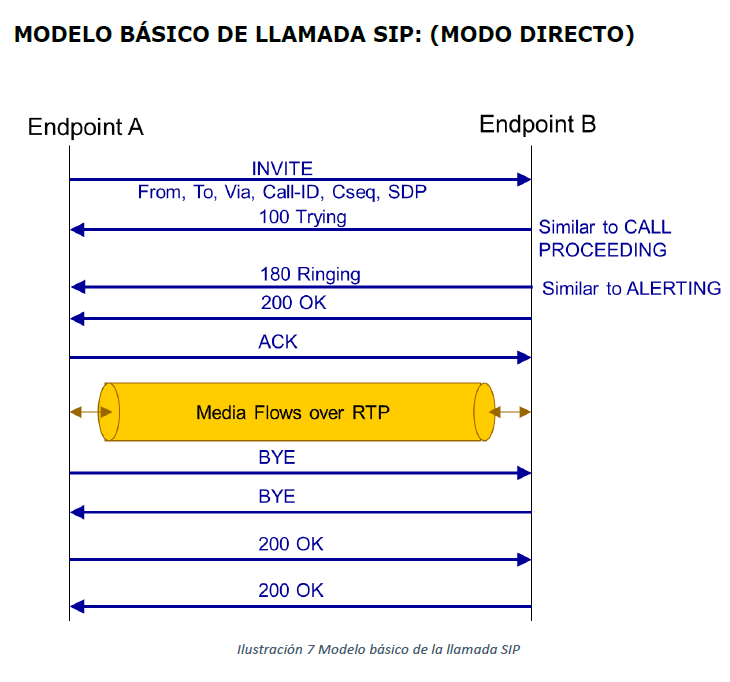 MODELO BÁSICO DE LLAMADA SIP: (MODO DIRECTO)
Endpoint A
Endpoint B
INVITE
From, To, Via, Call-ID, Cseq, SDP
100 Trying
Similar to CALL
PROCEEDING
180 Ringing
Similar to ALERTING
200 OK
ACK
Media Flows over RTP
BYE
BYE
200 OK
200 OK
Ilustración 7 Modelo básico de la llamada SIP